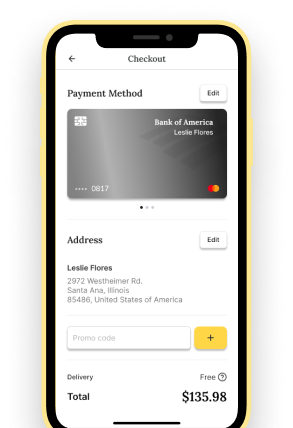 Checkout
Payment Method
Edit
Bank of America
Leslie Flores
•••• 0817
Address
Edit
Leslie Flores
2972 Westheimer Rd.
Santa Ana, Illinois
85486, United States of America
Promo code
+
Delivery
Free ?
Total
$135.98